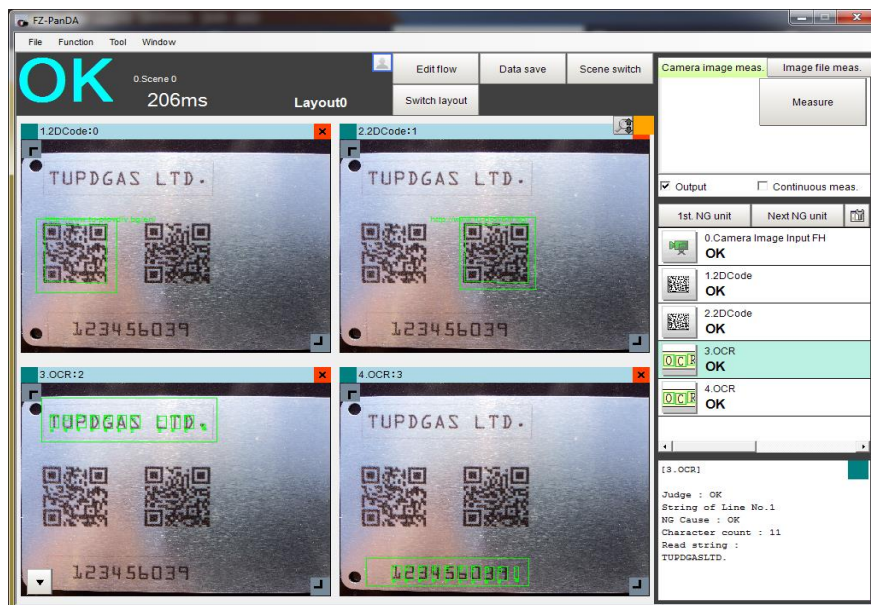 FZ-PanDA
File Function Tool Window
OK
0.Scene 0
206ms
Layout0
Edit flow
Data save
Scene switch
Switch layout
Camera image meas.
Image file meas.
Measure
Output
Continuous meas.
1st. NG unit
Next NG unit
0.Camera Image Input FH
OK
1.2DCode
OK
2.2DCode
OK
OCR
3.OCR
OK
OCR
4.OCR
OK
1.2DCode:0
TUPDGAS LTD.
123456039
2.2DCode:1
TUPDGAS LTD.
123456039
3.OCR:2
TUPDGAS LTD.
123456039
4.OCR:3
TUPDGAS LTD.
123456039
[3.OCR]
Judge : OK
String of Line No.1
NG Cause : OK
Character count : 11
Read string :
TUPDGASLTD.